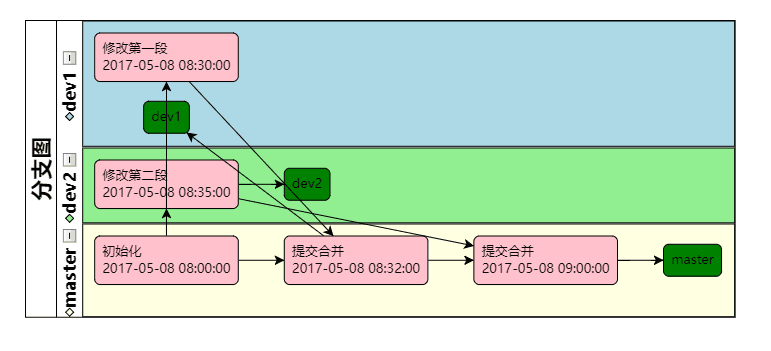 分支图
dev1
修改第一段
2017-05-08 08:30:00
dev1
dev2
修改第二段
2017-05-08 08:35:00
dev2
master
初始化
2017-05-08 08:00:00
提交合并
2017-05-08 08:32:00
提交合并
2017-05-08 09:00:00
master